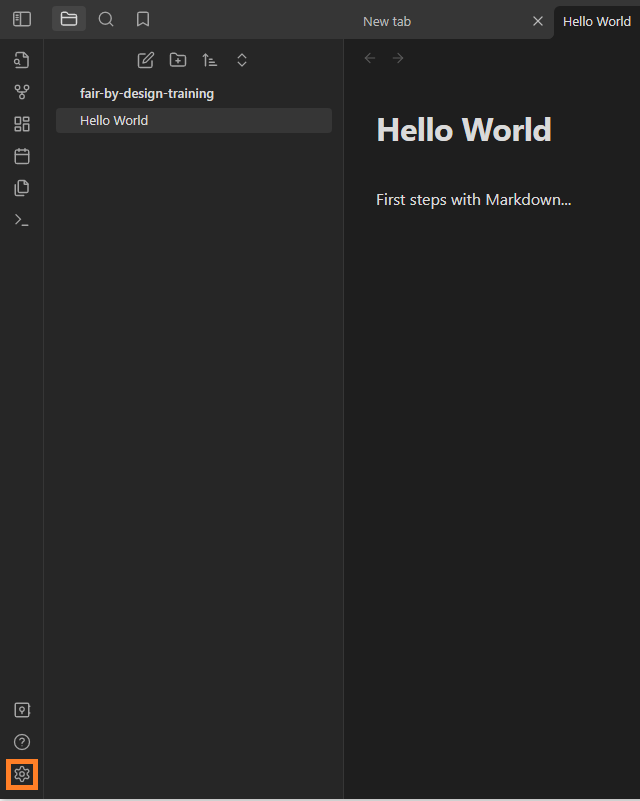 New tab
Hello World
fair-by-design-training
Hello World
Hello World
First steps with Markdown...